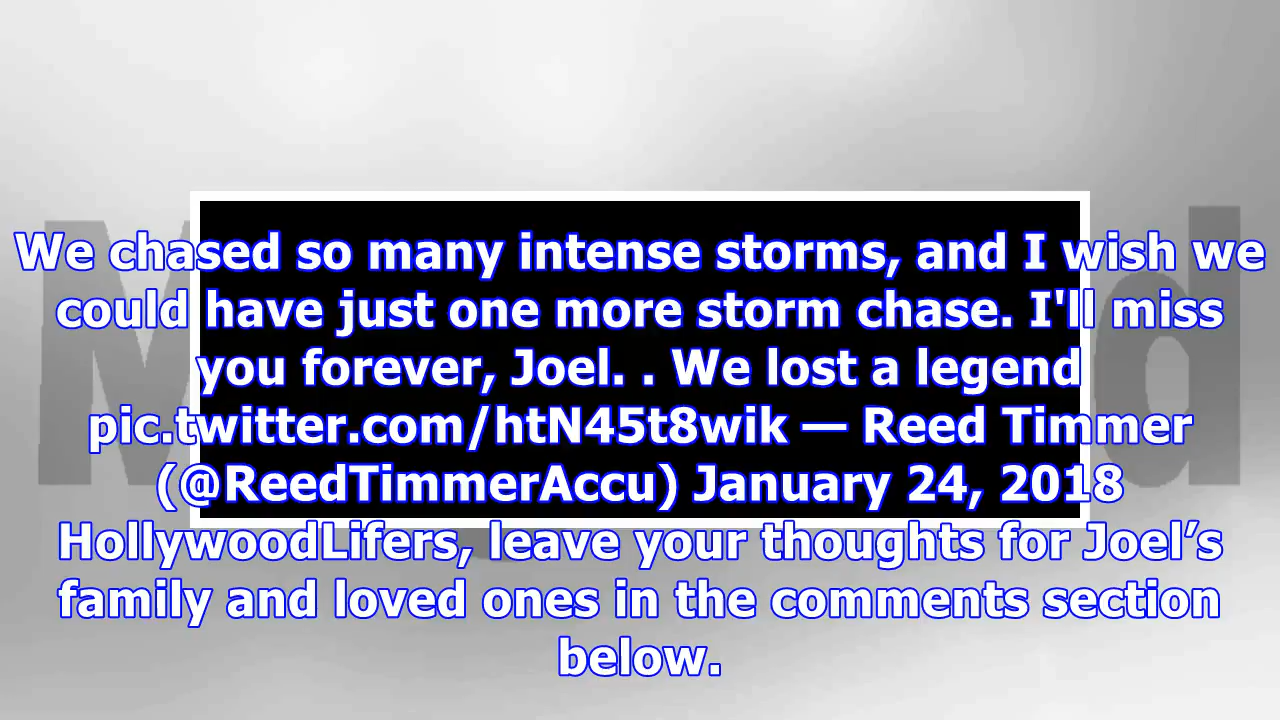 We chased so many intense storms, and I wish we
could have just one more storm chase. I'll miss
you forever, Joel. . We lost a legend
pic.twitter.com/htN45t8wik — Reed Timmer
(@ReedTimmerAccu) January 24, 2018
HollywoodLifers, leave your thoughts for Joel’s
family and loved ones in the comments section
below.